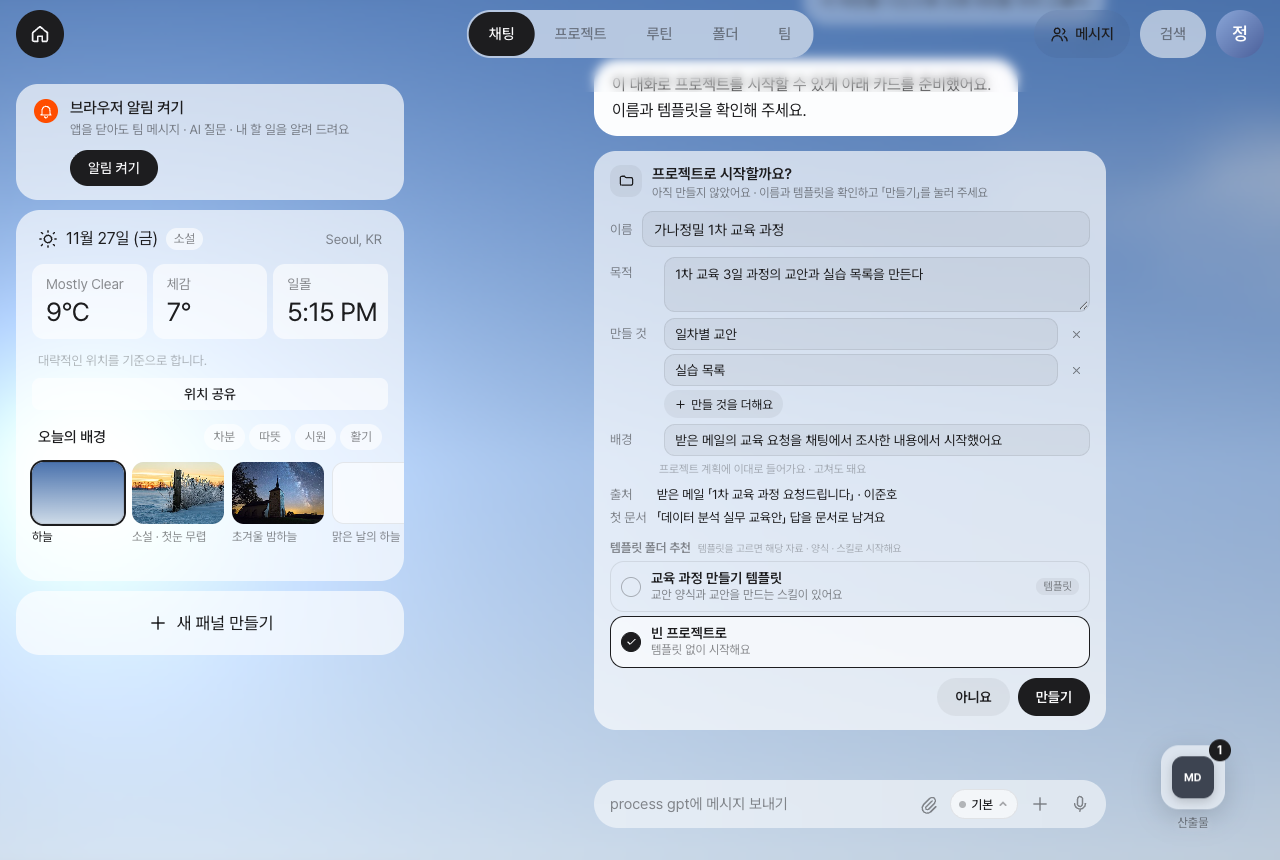 채팅
프로젝트
루틴
폴더
팀
메시지
검색
정
브라우저 알림 켜기
앱을 닫아도 팀 메시지 · AI 질문 · 내 할 일을 알려 드려요
알림 켜기
11월 27일 (금)
소설
Seoul, KR
Mostly Clear
9°C
체감
7°
일몰
5:15 PM
대략적인 위치를 기준으로 합니다.
위치 공유
오늘의 배경
차분
따뜻
시원
활기
하늘
소설 · 첫눈 무렵
초겨울 밤하늘
맑은 날의 하늘
새 패널 만들기
이 대화로 프로젝트를 시작할 수 있게 아래 카드를 준비했어요.
이름과 템플릿을 확인해 주세요.
프로젝트로 시작할까요?
아직 만들지 않았어요 · 이름과 템플릿을 확인하고 「만들기」를 눌러 주세요
이름
가나정밀 1차 교육 과정
목적
1차 교육 3일 과정의 교안과 실습 목록을 만든다
만들 것
일차별 교안
실습 목록
만들 것을 더해요
배경
받은 메일의 교육 요청을 채팅에서 조사한 내용에서 시작했어요
프로젝트 계획에 이대로 들어가요 · 고쳐도 돼요
출처
받은 메일 「1차 교육 과정 요청드립니다」 · 이준호
첫 문서
「데이터 분석 실무 교육안」 답을 문서로 남겨요
템플릿 폴더 추천
템플릿을 고르면 해당 자료 · 양식 · 스킬로 시작해요
교육 과정 만들기 템플릿
교안 양식과 교안을 만드는 스킬이 있어요
템플릿
빈 프로젝트로
템플릿 없이 시작해요
아니요
만들기
process gpt에 메시지 보내기
기본
MD
1
산출물